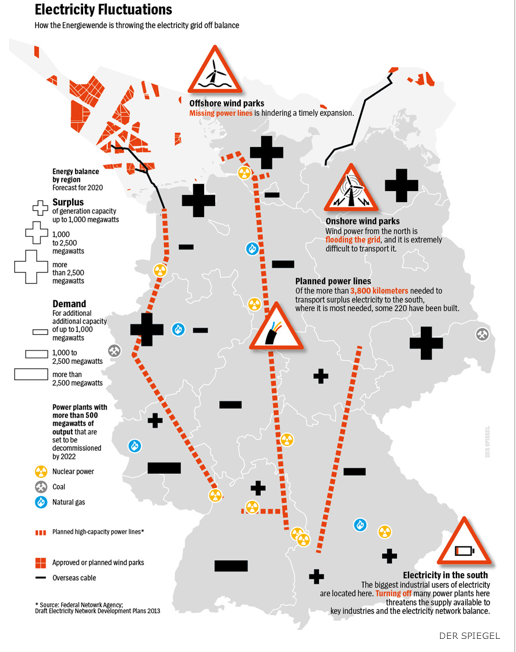 Electricity Fluctuations
How the Energiewende is throwing the electricity grid off balance
Offshore wind parks
Missing power lines is hindering a timely expansion.
Energy balance
by region
Forecast for 2020
Surplus
of generation capacity
up to 1,000 megawatts
1,000
to 2,500
megawatts
more
than 2,500
megawatts
Onshore wind parks
Wind power from the north is
flooding the grid, and it is extremely
difficult to transport it.
Planned power lines
Of the more than 3,800 kilometers needed to
transport surplus electricity to the south,
where it is most needed, some 220 have been built.
Demand
For additional
additional capacity
of up to 1,000
megawatts
1,000 to
2,500 megawatts
more than
2,500 megawatts
Power plants with
more than 500
megawatts of
output that are
set to be
decommissioned
by 2022
Nuclear power
Coal
Natural gas
Planned high-capacity power lines*
Approved or planned wind parks
Overseas cable
* Source: Federal Netowrk Agency;
Draft Electricity Network Development Plans 2013
Electricity in the south
The biggest industrial users of electricity
are located here. Turning off many power plants here
threatens the supply available to
key industries and the electricity network balance.
DER SPIEGEL
DER SPIEGEL